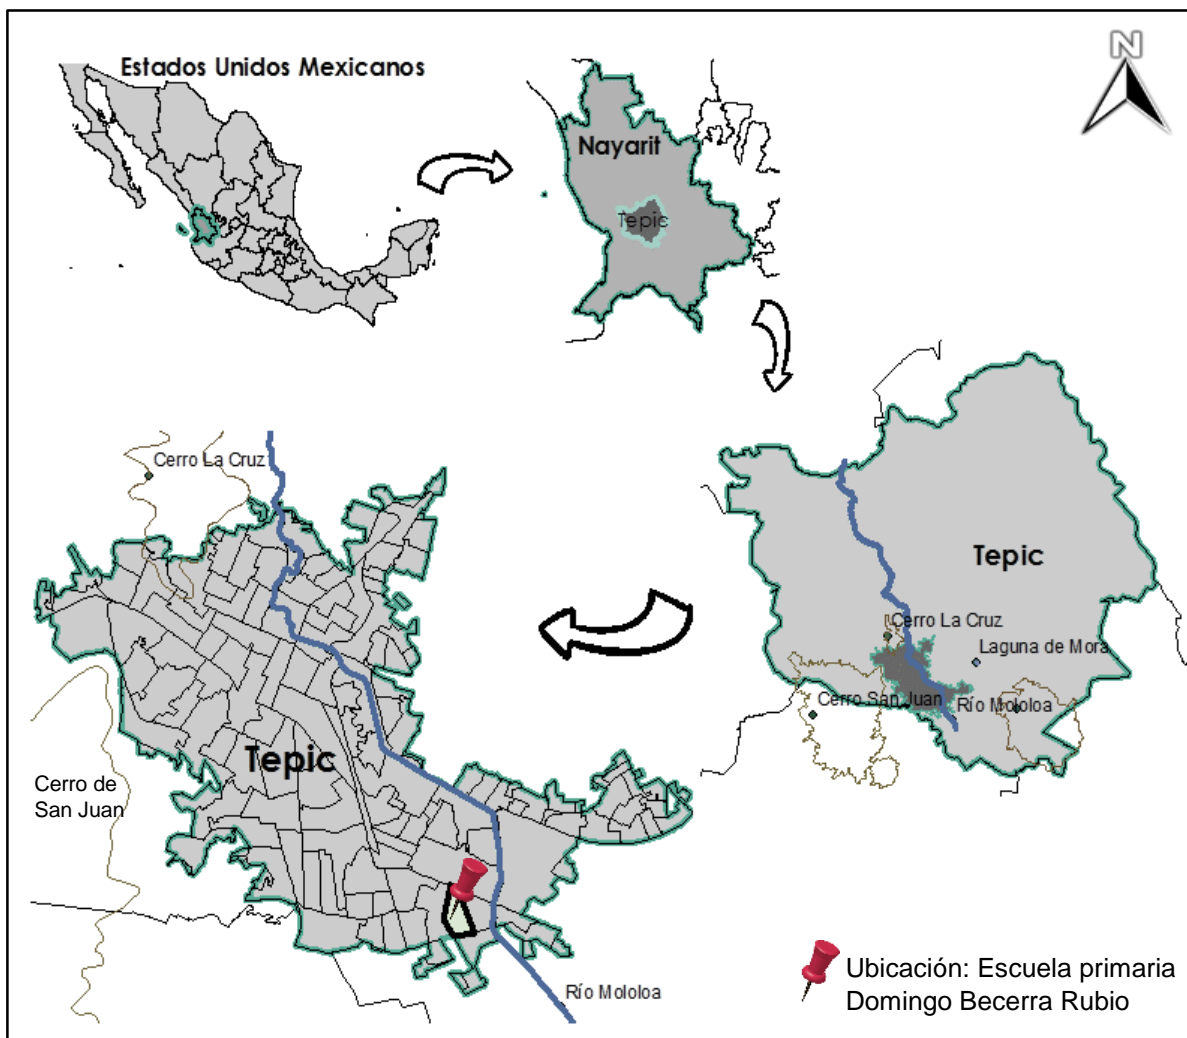 Estados Unidos Mexicanos
N
Nayarit
Tepic
Cerro La Cruz
Tepic
Cerro La Cruz
Laguna de Mora
Cerro San Juan
Río Mololoa
Tepic
Cerro de
San Juan
Río Mololoa
Ubicación: Escuela primaria
Domingo Becerra Rubio